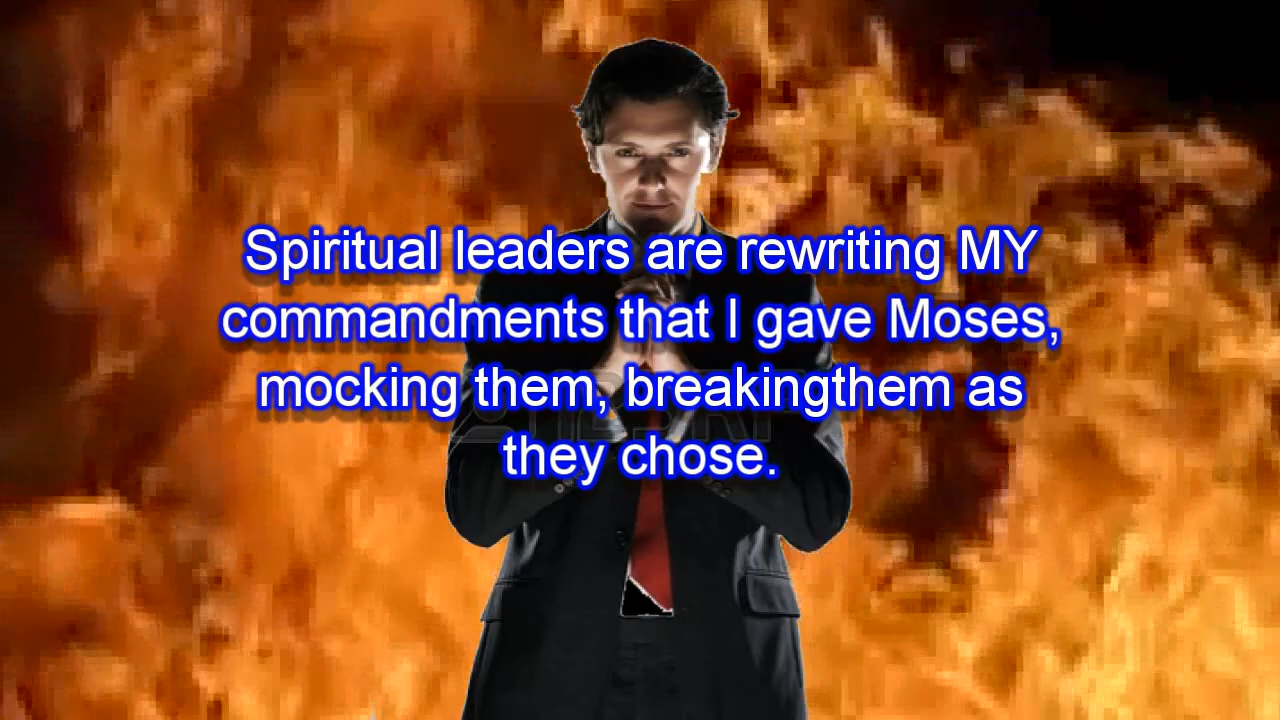 Spiritual leaders are rewriting MY
commandments that I gave Moses,
mocking them, breakingthem as
they chose.